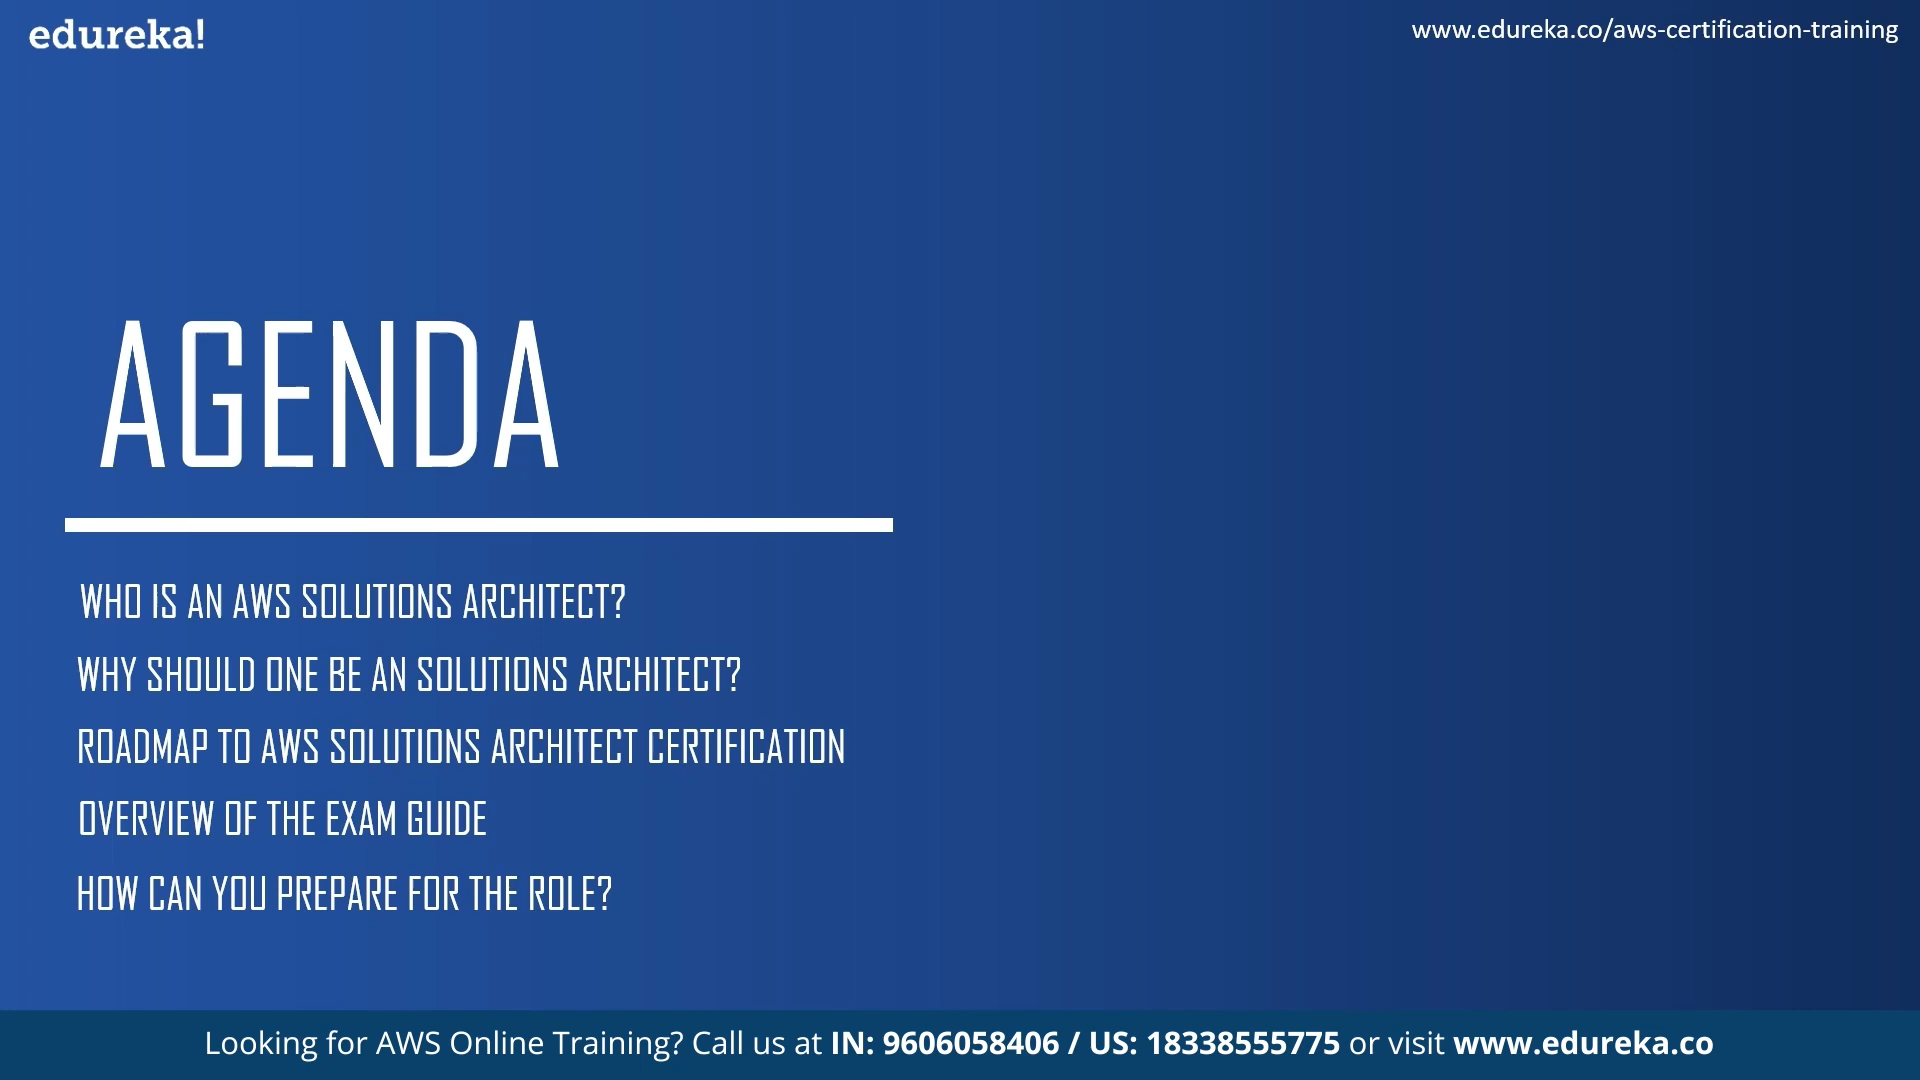 edureka!
www.edureka.co/aws-certification-training
AGENDA
WHO IS AN AWS SOLUTIONS ARCHITECT?
WHY SHOULD ONE BE AN SOLUTIONS ARCHITECT?
ROADMAP TO AWS SOLUTIONS ARCHITECT CERTIFICATION
OVERVIEW OF THE EXAM GUIDE
HOW CAN YOU PREPARE FOR THE ROLE?
Looking for AWS Online Training? Call us at IN: 9606058406 / US: 18338555775 or visit www.edureka.co